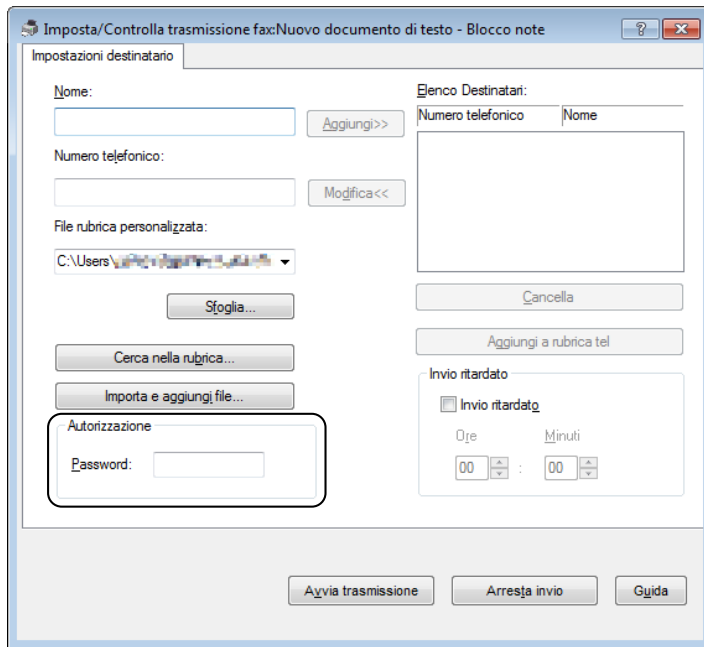 Imposta/Controlla trasmissione fax:Nuovo documento di testo - Blocco note
Impostazioni destinatario
Nome:
Aggiungi>>
Numero telefonico:
Modifica<<
File rubrica personalizzata:
C:\Users\
Sfoglia...
Cerca nella rubrica...
Importa e aggiungi file...
Autorizzazione
Password:
Elenco Destinatari:
Numero telefonico Nome
Cancella
Aggiungi a rubrica tel
Invio ritardato
Invio ritardato
Ore Minuti
00 : 00
Avvia trasmissione Arresta invio Guida